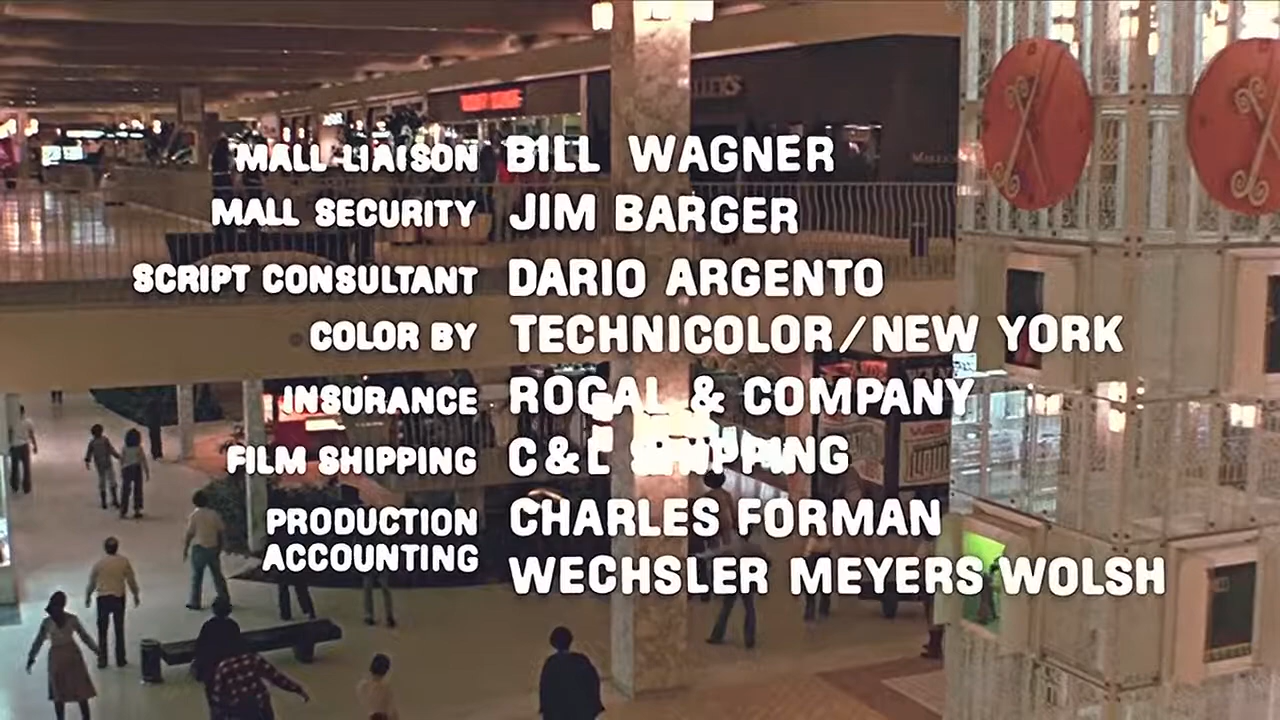 MALL LIAISON BILL WAGNER
MALL SECURITY JIM BARGER
SCRIPT CONSULTANT DARIO ARGENTO
COLOR BY TECHNICOLOR/NEW YORK
INSURANCE ROGAL & COMPANY
FILM SHIPPING C&L SHIPPING
PRODUCTION ACCOUNTING CHARLES FORMAN
WECHSLER MEYERS WOLSH